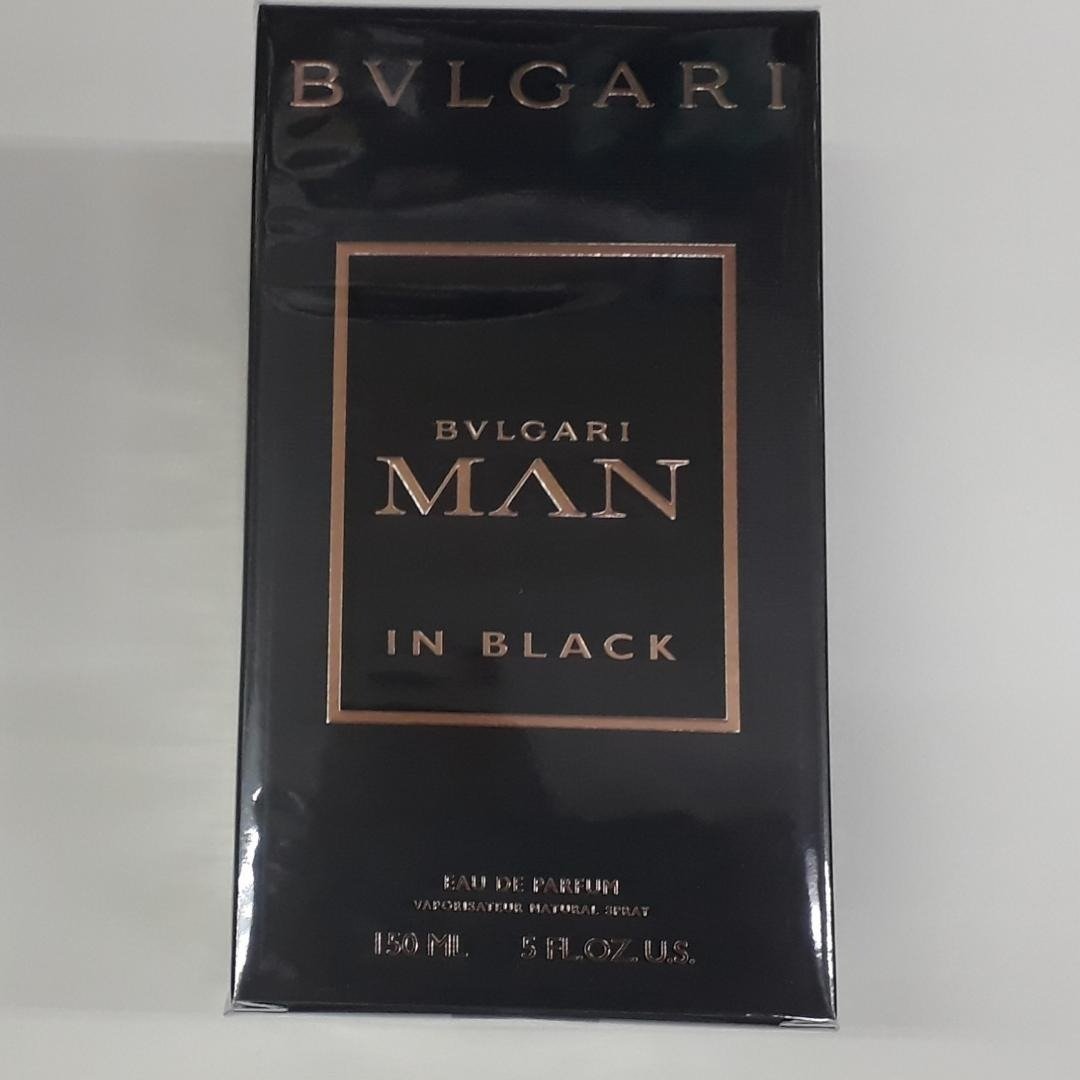 BVLGARI
BVLGARI
MAN
IN BLACK
EAU DE PARFUM
VAPORISATEUR NATURAL SPRAY
150 ML 5 FL.OZ. U.S.